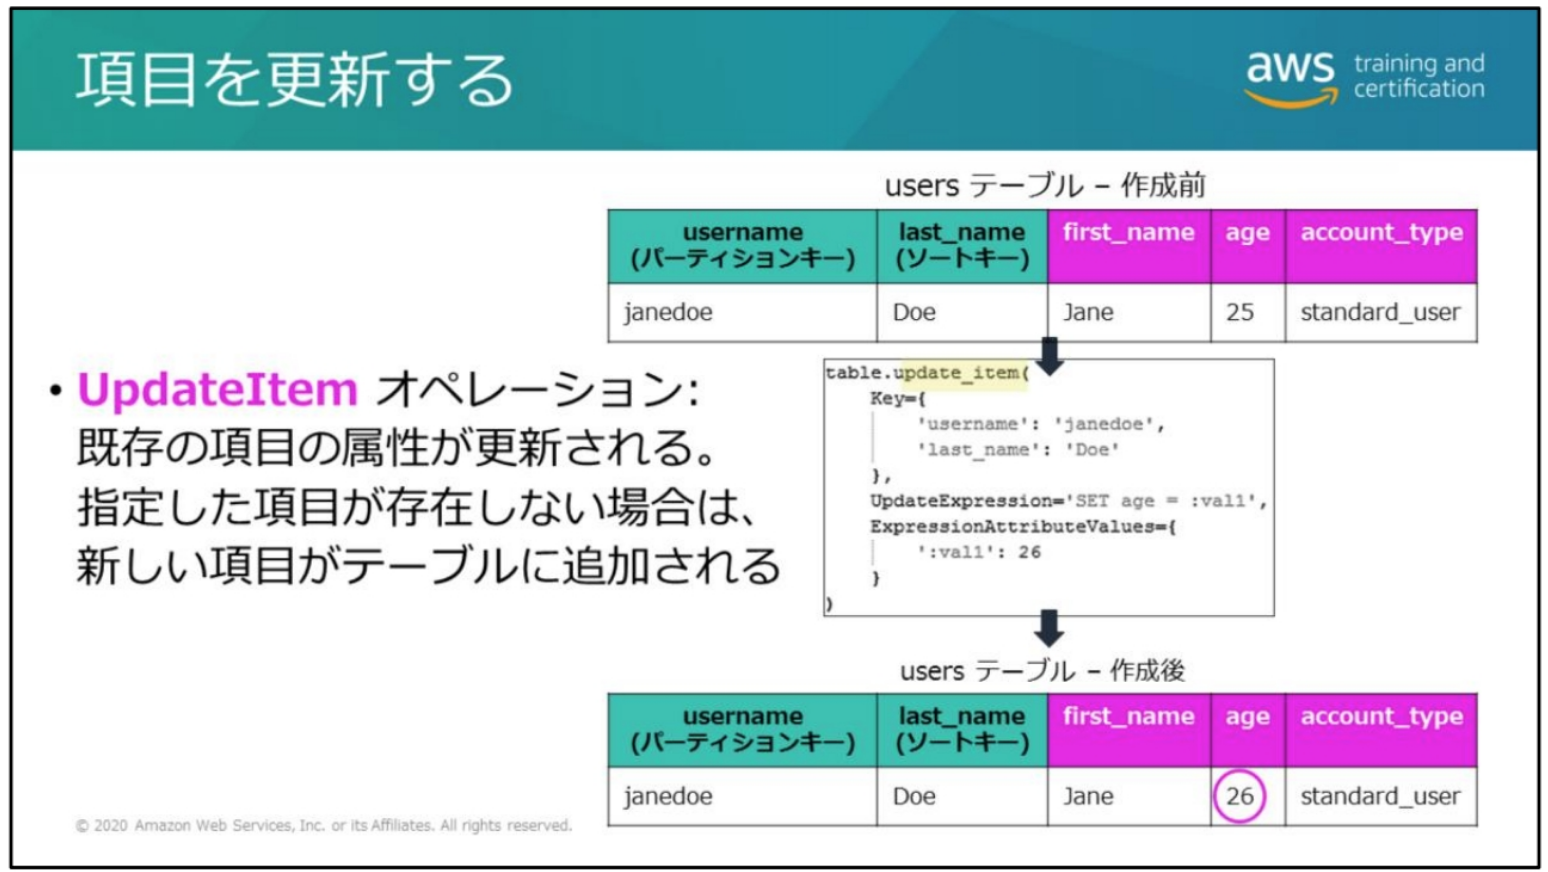 項目を更新する
aws training and
certification
users テーブル – 作成前
username
(パーティションキー)
last_name
(ソートキー)
first_name
age
account_type
janedoe
Doe
Jane
25
standard_user
• UpdateItem オペレーション:
既存の項目の属性が更新される。
指定した項目が存在しない場合は、
新しい項目がテーブルに追加される
table.update_item(
Key={
'username': 'janedoe',
'last_name': 'Doe'
},
UpdateExpression='SET age = :val1',
ExpressionAttributeValues={
':val1': 26
}
)
users テーブル – 作成後
username
(パーティションキー)
last_name
(ソートキー)
first_name
age
account_type
janedoe
Doe
Jane
26
standard_user
© 2020 Amazon Web Services, Inc. or its Affiliates. All rights reserved.